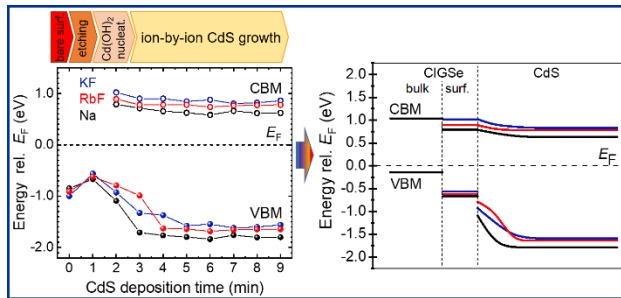 bare surf.
etching
Cd(OH)2
nucleat.
ion-by-ion CdS growth
Energy rel. EF (eV)
1.0
0.0
-1.0
-2.0
KF
RbF
Na
CBM
EF
VBM
0 1 2 3 4 5 6 7 8 9
CdS deposition time (min)
CIGSe
bulk surf.
CdS
Energy rel. EF (eV)
2.0
1.5
1.0
0.5
0.0
-0.5
-1.0
-1.5
-2.0
CBM
EF
VBM